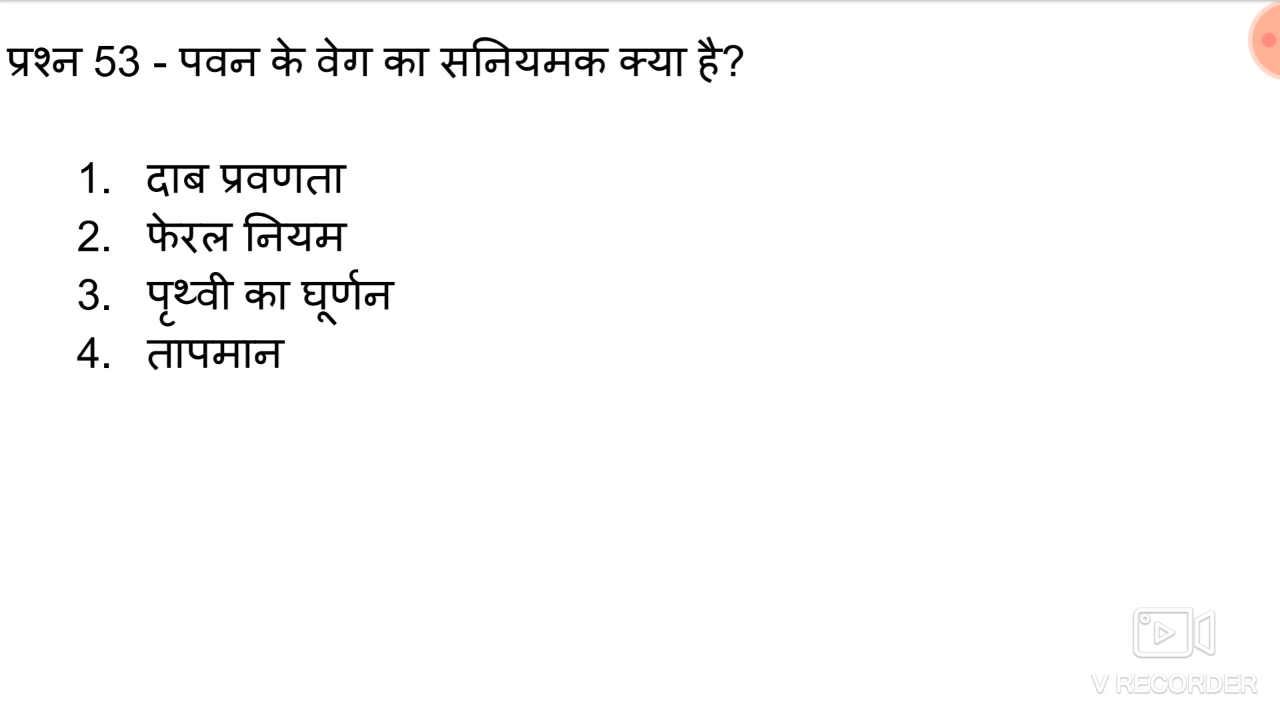 प्रश्न 53 - पवन के वेग का सनियमक क्या है?
1. दाब प्रवणता
2. फेरल नियम
3. पृथ्वी का घूर्णन
4. तापमान
V RECORDER